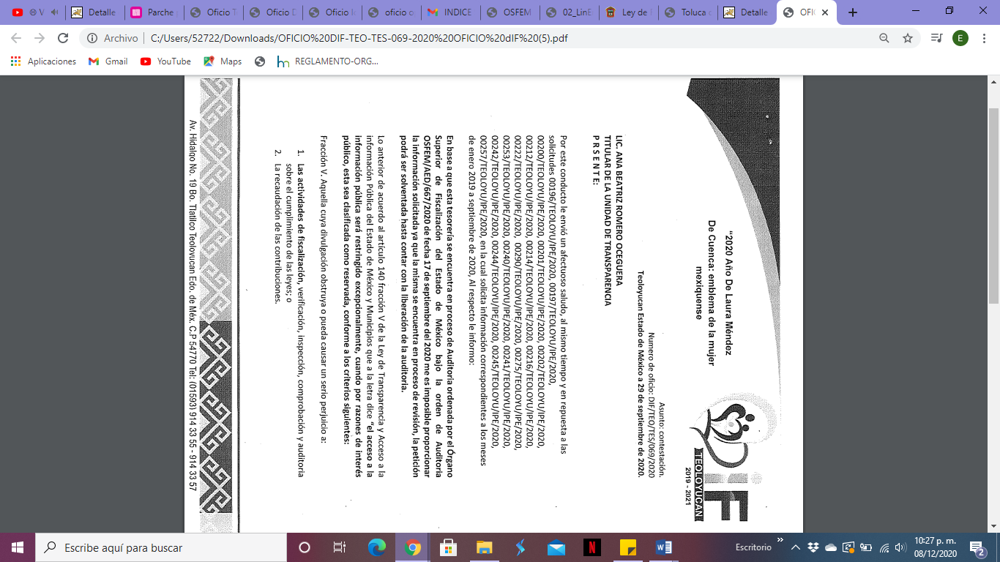 V
Detalle
Parche
Oficio T
Oficio D
Oficio
oficio o
INDICE
OSFEM
02_LinE
Ley de
Toluca
Detalle
OFI
Archivo C:/Users/52722/Downloads/OFICIO%20DIF-TEO-TES-069-2020%20OFICIO%20dIF%20(5).pdf
E
Aplicaciones
Gmail
YouTube
Maps
REGLAMENTO-ORG...
“2020 Año De Laura Méndez
De Cuenca: emblema de la mujer
mexiquense
DIF
TEOLOYUCAN
2019 - 2021
Asunto: contestación.
Numero de oficio: DIF/TEO/TES/069/2020
Teoloyucan Estado de México a 29 de septiembre de 2020.
LIC. ANA BEATRIZ ROMERO OCEGUERA
TITULAR DE LA UNIDAD DE TRANSPARENCIA
P R S E N T E:
Por este conducto le envió un afectuoso saludo, al mismo tiempo y en repuesta a las
solicitudes 00196/TEOLOYU/IPE/2020, 00197/TEOLOYU/IPE/2020,
00200/TEOLOYU/IPE/2020, 00201/TEOLOYU/IPE/2020, 00202/TEOLOYU/IPE/2020,
00212/TEOLOYU/IPE/2020, 00214/TEOLOYU/IPE/2020, 00216/TEOLOYU/IPE/2020,
00222/TEOLOYU/IPE/2020, 00290/TEOLOYU/IPE/2020, 00275/TEOLOYU/IPE/2020,
00253/TEOLOYU/IPE/2020, 00240/TEOLOYU/IPE/2020, 00241/TEOLOYU/IPE/2020,
00242/TEOLOYU/IPE/2020, 00244/TEOLOYU/IPE/2020, 00245/TEOLOYU/IPE/2020,
00257/TEOLOYU/IPE/2020, en la cual solicita información correspondientes a los meses
de enero 2019 a septiembre de 2020, Al respecto le informo:
En base a que esta tesorería se encuentra en proceso de Auditoria ordenada por el Órgano
Superior de Fiscalización del Estado de México bajo la orden de Auditoria
OSFEM/AED/667/2020 de fecha 17 de septiembre del 2020 me es imposible proporcionar
la información solicitada ya que la misma se encuentra en proceso de revisión, la petición
podrá ser solventada hasta contar con la liberación de la auditoria.
Lo anterior de acuerdo al artículo 140 fracción V de la Ley de Transparencia y Acceso a la
información Pública del Estado de México y Municipios que a la letra dice “el acceso a la
información pública será restringido excepcionalmente, cuando por razones de interés
público, esta sea clasificada como reservada, conforme a los criterios siguientes:
Fracción V. Aquella cuya divulgación obstruya o pueda causar un serio perjuicio a:
1. Las actividades de fiscalización, verificación, inspección, comprobación y auditoria
sobre el cumplimiento de las leyes; o
2. La recaudación de las contribuciones.
Av. Hidalgo No. 19 Bo. Tlatilco Teoloyucan Edo. de Méx. C.P 54770 Tel: (01593) 914 33 55 - 914 33 57
Escribe aquí para buscar
Escritorio
10:27 p. m.
08/12/2020
2